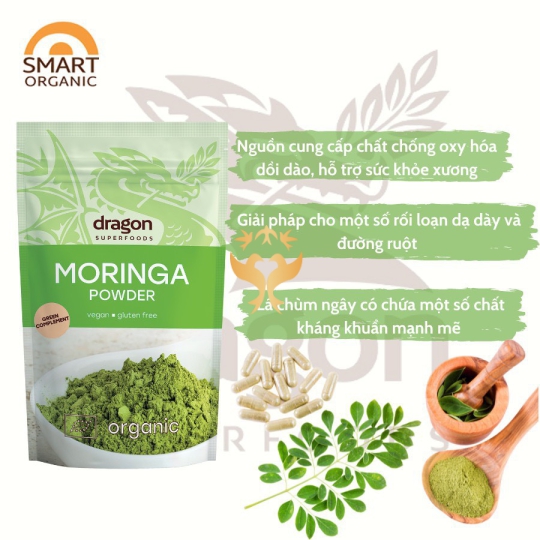 SMART
ORGANIC
Nguồn cung cấp chất chống oxy hóa
dồi dào, hỗ trợ sức khỏe xương
Giải pháp cho một số rối loạn dạ dày và
đường ruột
Lá chùm ngây có chứa một số chất
kháng khuẩn mạnh mẽ
dragon
SUPERFOODS
MORINGA
POWDER
GREEN
COMPLEMENT
vegan • gluten free
organic